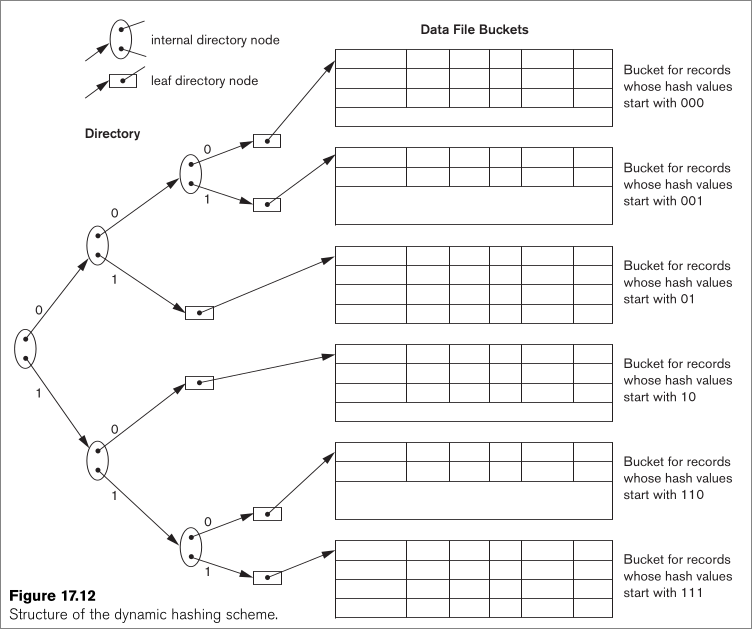 internal directory node
leaf directory node
Directory
Data File Buckets
0
0
0
1
1
0
1
0
1
0
1
Bucket for records
whose hash values
start with 000
Bucket for records
whose hash values
start with 001
Bucket for records
whose hash values
start with 01
Bucket for records
whose hash values
start with 10
Bucket for records
whose hash values
start with 110
Bucket for records
whose hash values
start with 111
Figure 17.12
Structure of the dynamic hashing scheme.